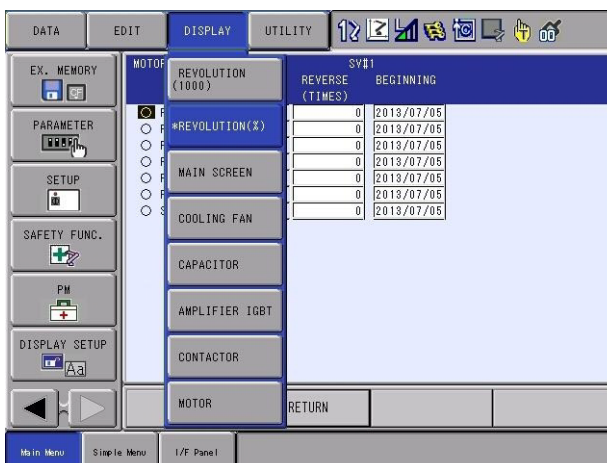 DATA
EDIT
DISPLAY
UTILITY
EX. MEMORY
CF
PARAMETER
SETUP
SAFETY FUNC.
PM
DISPLAY SETUP
Aa
MOTOR
SV#1
REVERSE BEGINNING
(TIMES)
0 2013/07/05
0 2013/07/05
0 2013/07/05
0 2013/07/05
0 2013/07/05
0 2013/07/05
0 2013/07/05
REVOLUTION
(1000)
*REVOLUTION(%)
MAIN SCREEN
COOLING FAN
CAPACITOR
AMPLIFIER IGBT
CONTACTOR
MOTOR
RETURN
Main Menu
Simple Menu
I/F Panel